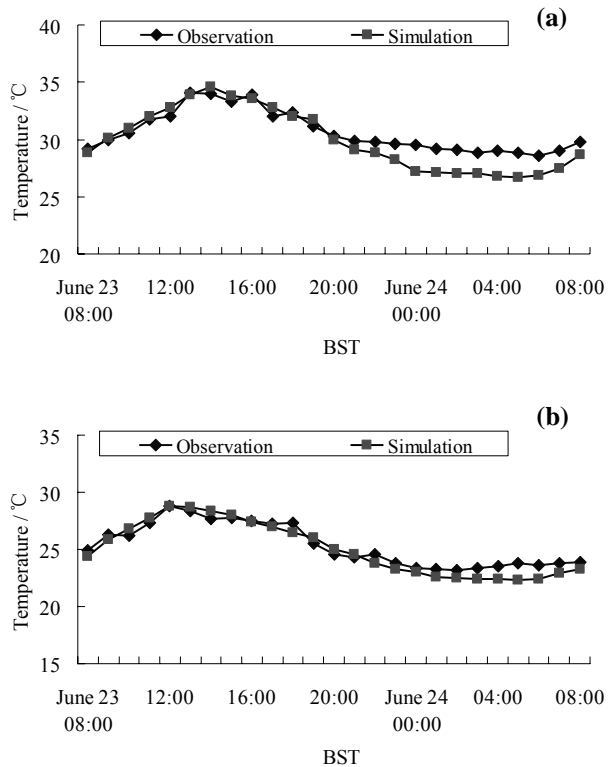 (a)
Observation Simulation
Temperature / ℃
40
35
30
25
20
June 23 08:00
12:00
16:00
20:00
June 24 00:00
04:00
08:00
BST
(b)
Observation Simulation
Temperature / ℃
35
30
25
20
15
June 23 08:00
12:00
16:00
20:00
June 24 00:00
04:00
08:00
BST